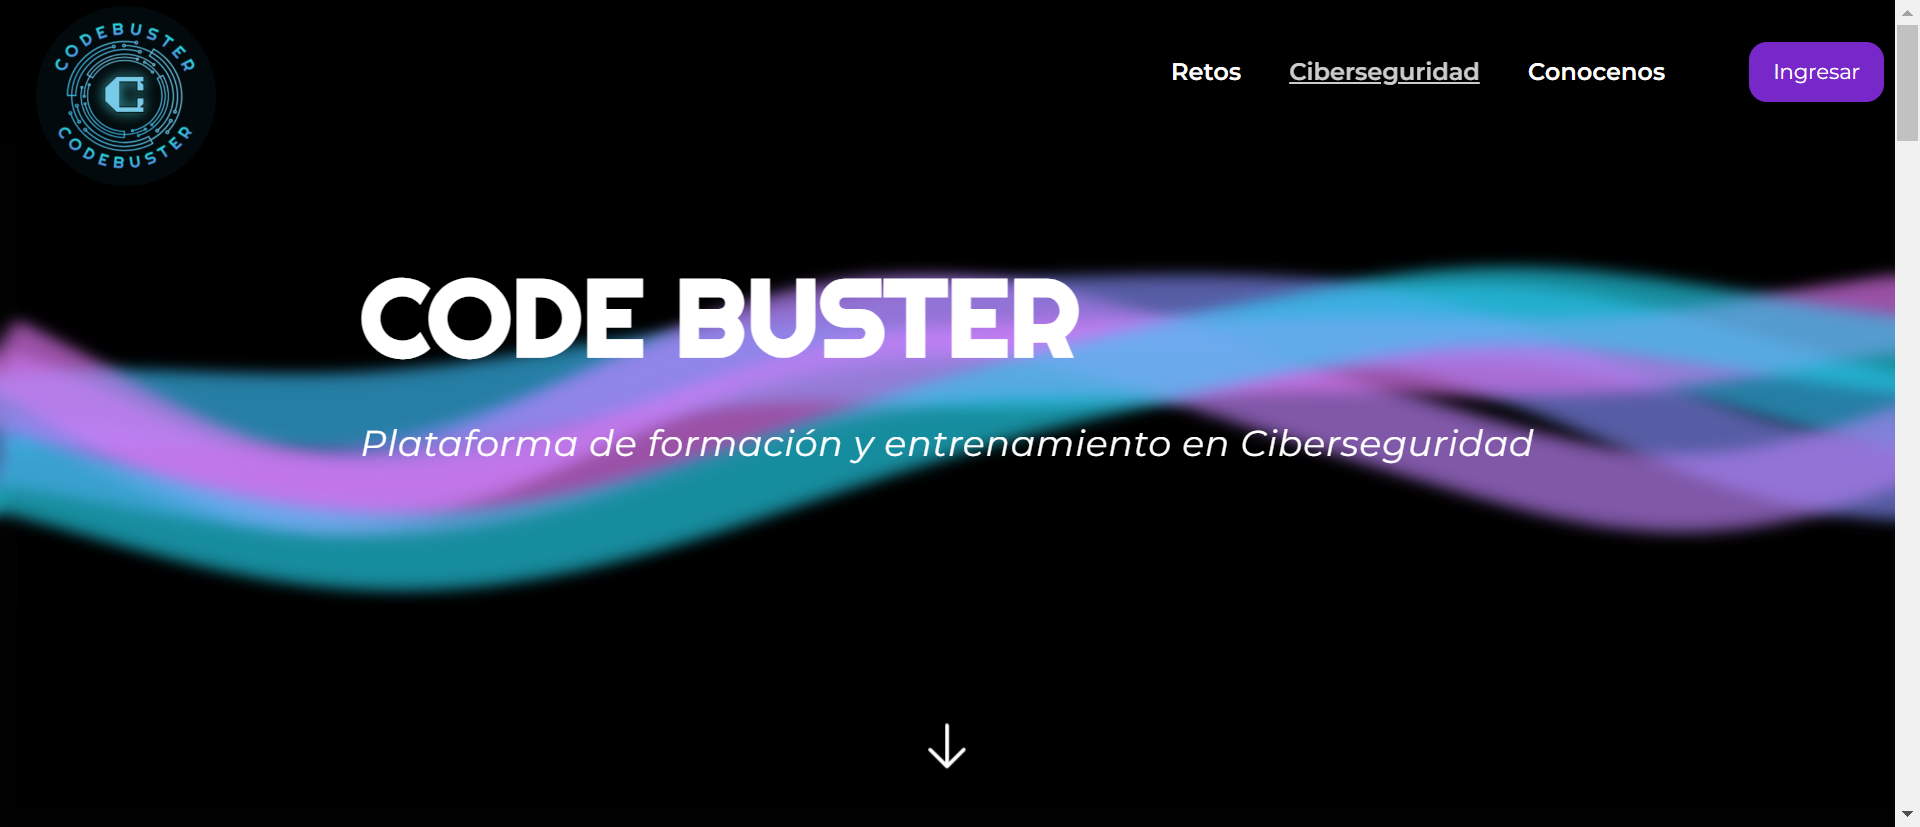 CODEBUSTER
C
CODEBUSTER
Retos Ciberseguridad Conocenos Ingresar
CODE BUSTER
Plataforma de formación y entrenamiento en Ciberseguridad